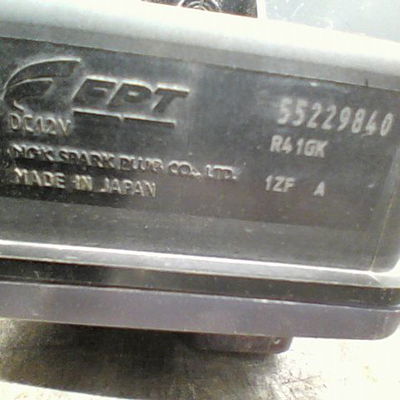 FPT
55229840
DC12V
R41GK
NGK SPARK PLUG CO., LTD.
MADE IN JAPAN
1ZF A